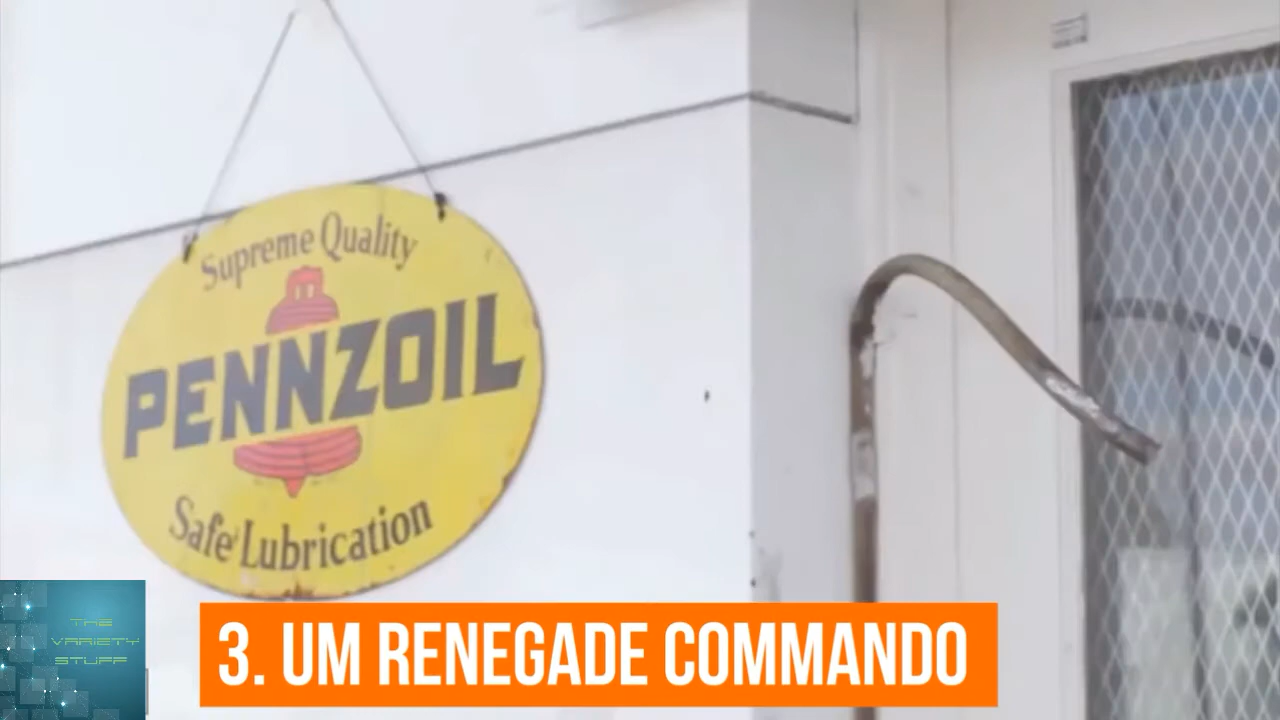 Supreme Quality
PENNZOIL
Safe Lubrication
THE
VARIETY
STUFF
3. UM RENEGADE COMMANDO